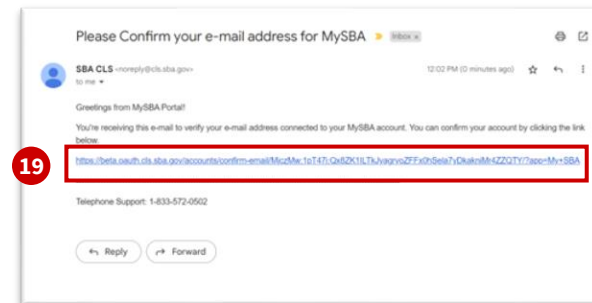 Please Confirm your e-mail address for MySBA Inbox x
SBA CLS <noreply@cls.sba.gov> 12:02 PM (0 minutes ago)
to me
Greetings from MySBA Portal!
You're receiving this e-mail to verify your e-mail address connected to your MySBA account. You can confirm your account by clicking the link
below:
19
Telephone Support: 1-833-572-0502
Reply Forward